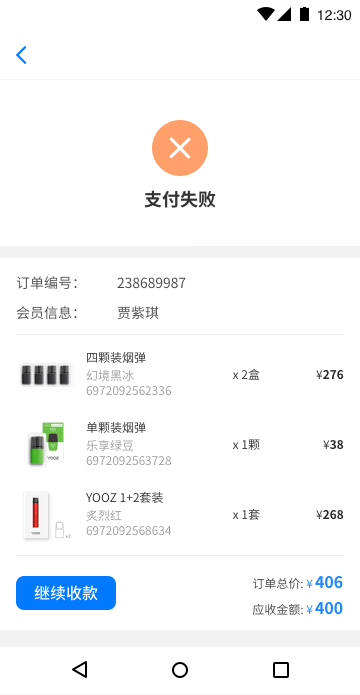 12:30
支付失败
订单编号： 238689987
会员信息： 贾紫琪
四颗装烟弹
幻境黑冰 x 2盒 ¥276
6972092562336
单颗装烟弹
乐享绿豆 x 1颗 ¥38
6972092563728
YOOZ
YOOZ 1+2套装
炙烈红 x 1套 ¥268
6972092568634
x2
继续收款
订单总价: ¥ 406
应收金额: ¥ 400